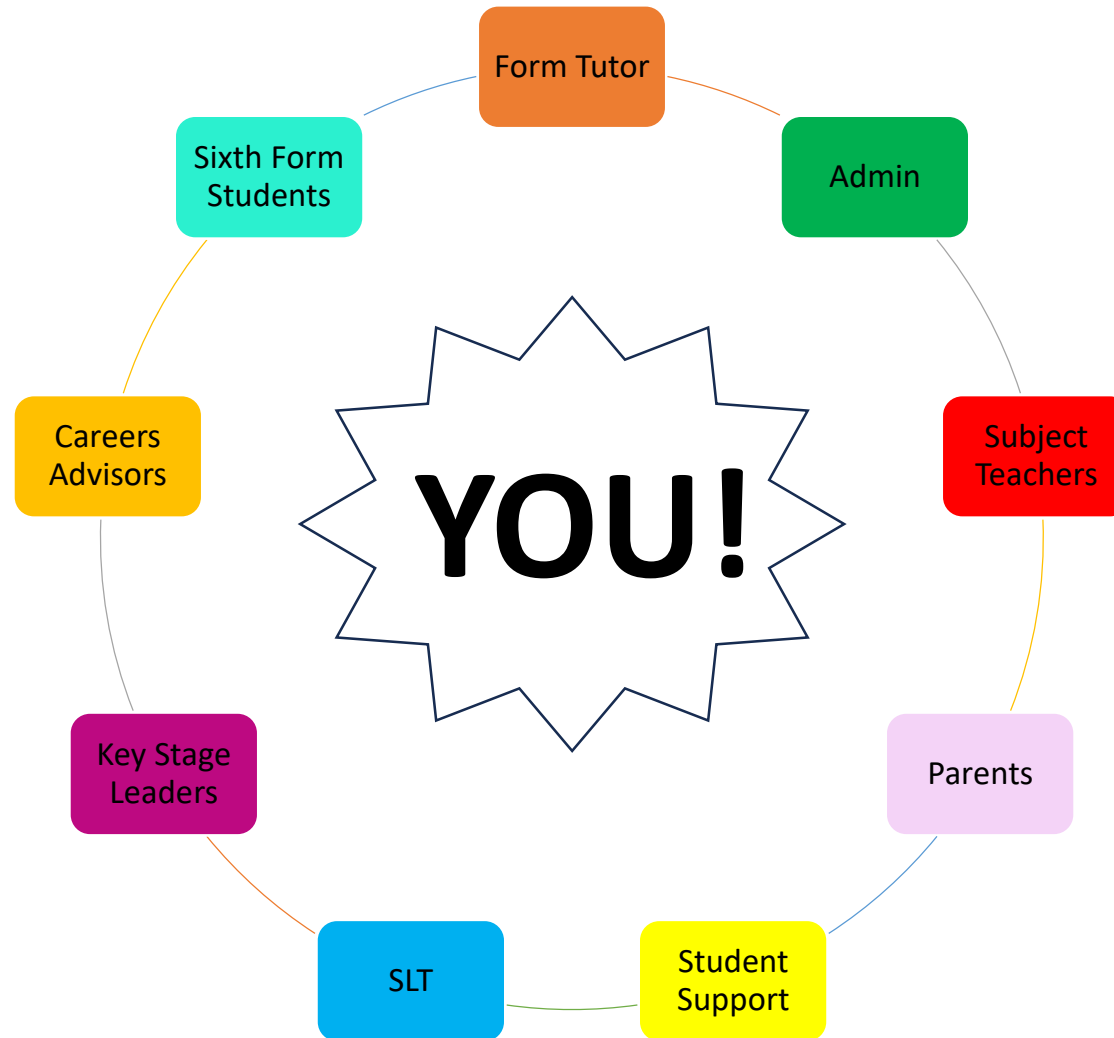 Form Tutor
Admin
Subject
Teachers
Parents
Student
Support
SLT
Key Stage
Leaders
Careers
Advisors
Sixth Form
Students
YOU!